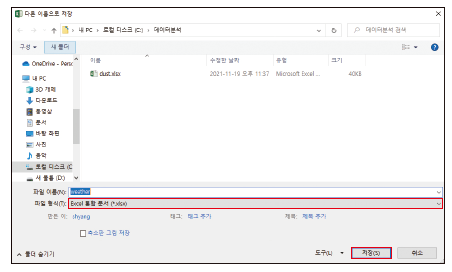 다른 이름으로 저장
내 PC > 로컬 디스크 (C:) > 데이터분석
데이터분석 검색
구성 새 폴더
이름 수정한 날짜 유형 크기
OneDrive - Perso
dust.xlsx 2021-11-19 오후 11:37 Microsoft Excel ... 40KB
내 PC
3D 개체
다운로드
동영상
문서
바탕 화면
사진
음악
로컬 디스크 (C
새 볼륨 (D:)
파일 이름(N): weather
파일 형식(T): Excel 통합 문서 (*.xlsx)
만든 이: shyang 태그: 태그 추가 제목: 제목 추가
축소판 그림 저장
폴더 숨기기 도구(L) 저장(S) 취소